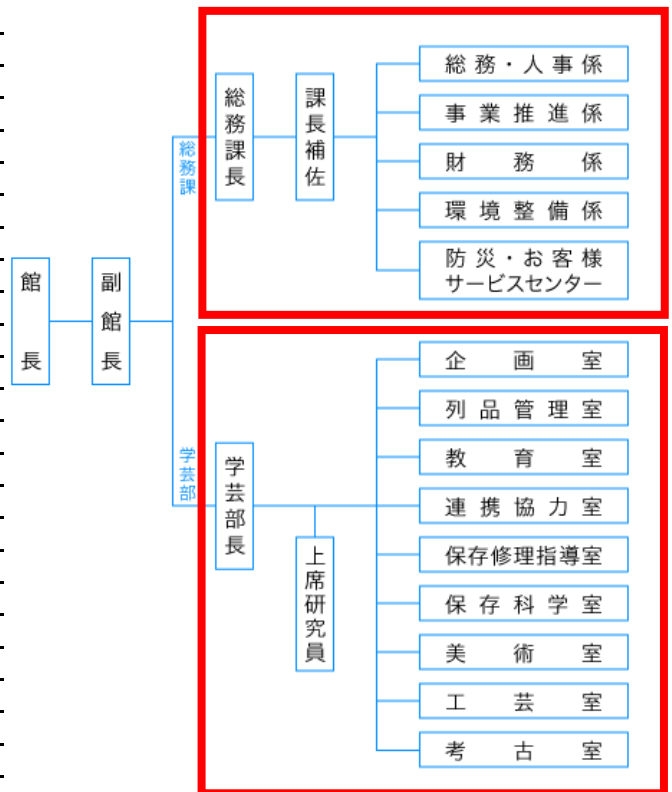 館長
副館長
総務課
総務課長
課長補佐
総務・人事係
事業推進係
財務係
環境整備係
防災・お客様
サービスセンター
学芸部
学芸部長
上席研究員
企画室
列品管理室
教育室
連携協力室
保存修理指導室
保存科学室
美術室
工芸室
考古室